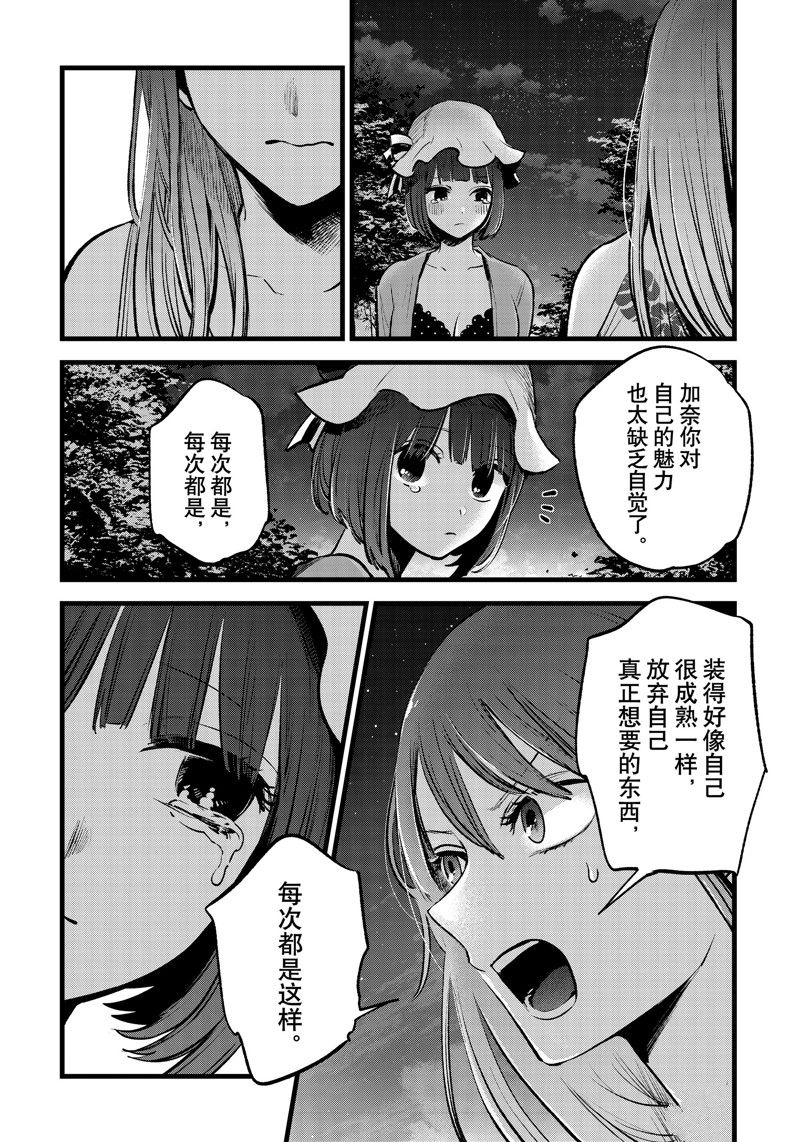 加奈你对
自己的魅力
也太缺乏自觉了。
每次都是，
每次都是，
装得好像自己
很成熟一样，
放弃自己
真正想要的东西，
每次都是这样。